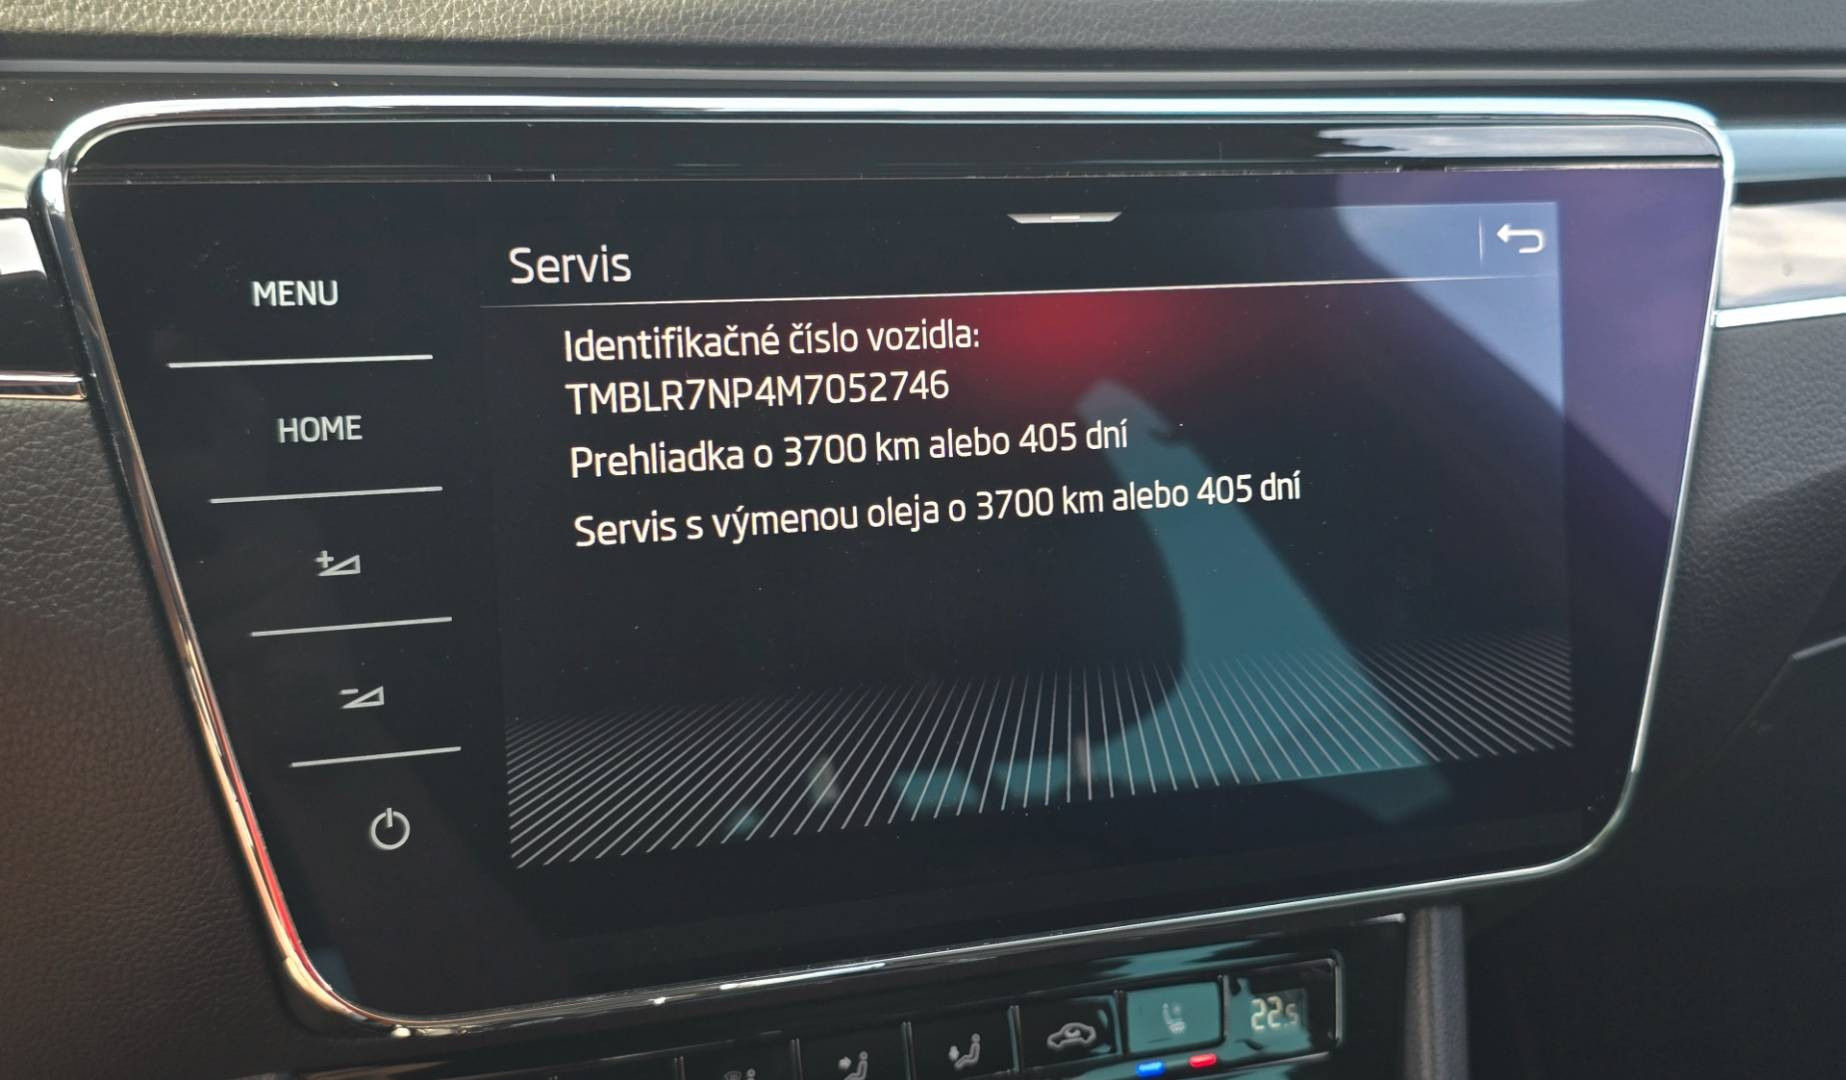 MENU
HOME
Servis
Identifikačné číslo vozidla:
TMBLR7NP4M7052746
Prehliadka o 3700 km alebo 405 dní
Servis s výmenou oleja o 3700 km alebo 405 dní
22.5